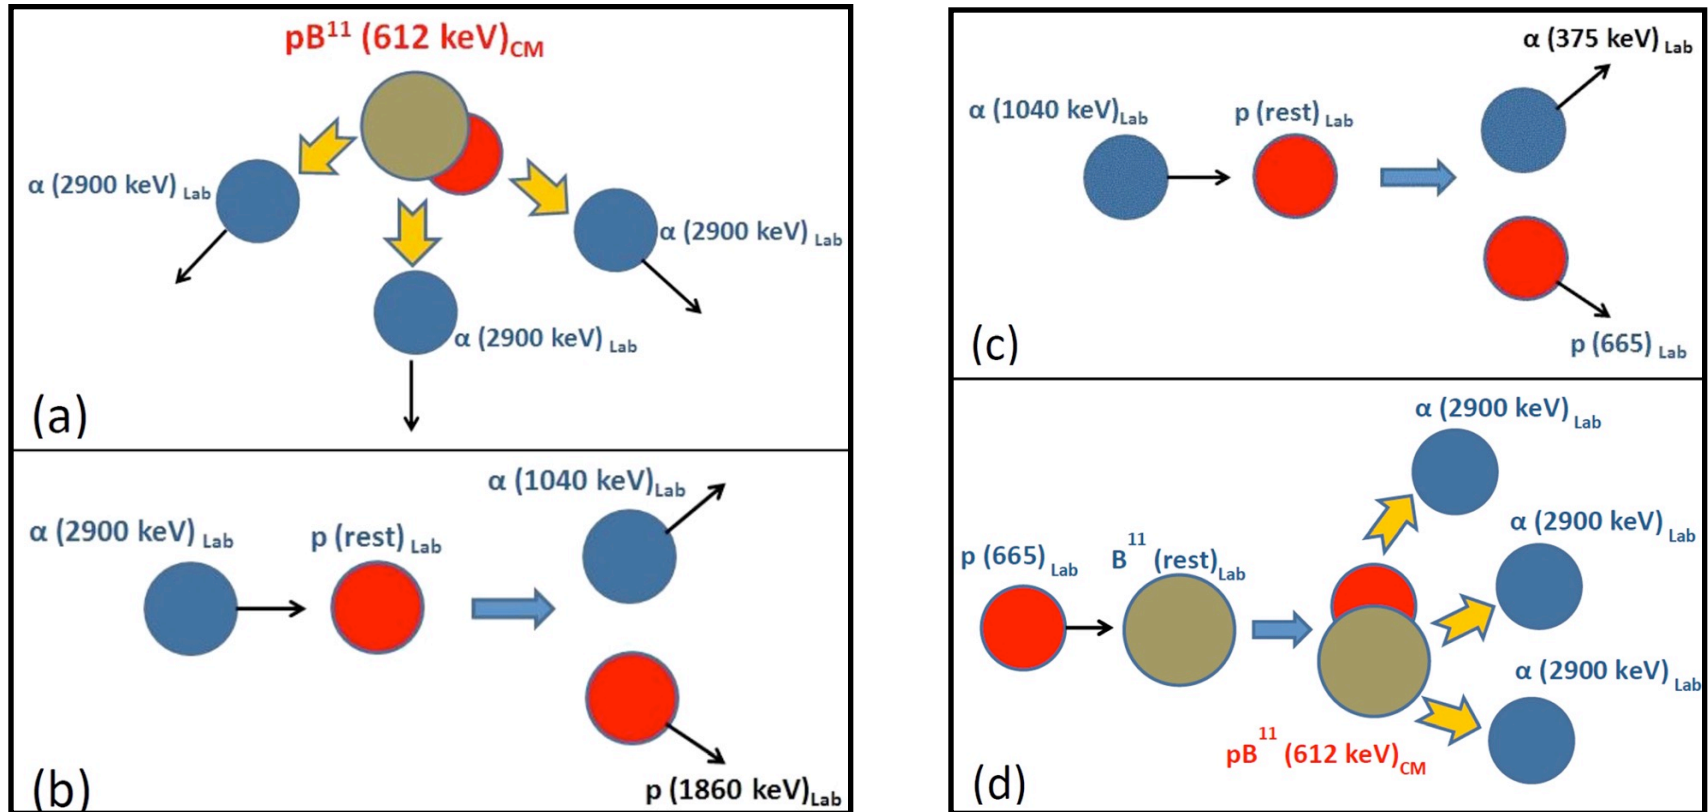 pB¹¹ (612 keV)CM
α (2900 keV) Lab
α (2900 keV) Lab
α (2900 keV) Lab
(a)
α (1040 keV)Lab
α (2900 keV) Lab
p (rest) Lab
p (1860 keV)Lab
(b)
α (375 keV) Lab
α (1040 keV)Lab
p (rest) Lab
p (665) Lab
(c)
α (2900 keV) Lab
α (2900 keV) Lab
p (665) Lab
B¹¹ (rest)Lab
α (2900 keV) Lab
pB¹¹ (612 keV)CM
(d)